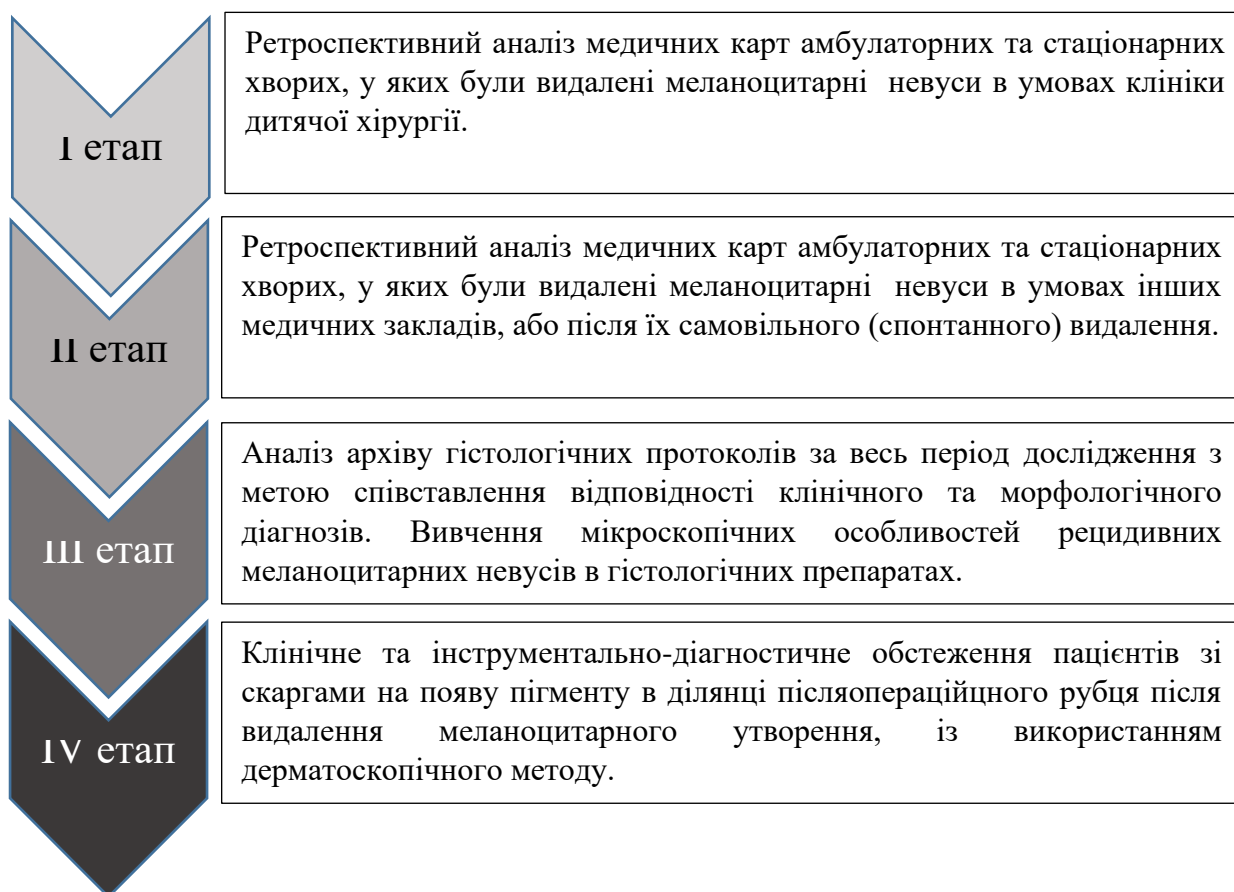 І етап
Ретроспективний аналіз медичних карт амбулаторних та стаціонарних
хворих, у яких були видалені меланоцитарні невуси в умовах клініки
дитячої хірургії.
ІІ етап
Ретроспективний аналіз медичних карт амбулаторних та стаціонарних
хворих, у яких були видалені меланоцитарні невуси в умовах інших
медичних закладів, або після їх самовільного (спонтанного) видалення.
ІІІ етап
Аналіз архіву гістологічних протоколів за весь період дослідження з
метою співставлення відповідності клінічного та морфологічного
діагнозів. Вивчення мікроскопічних особливостей рецидивних
меланоцитарних невусів в гістологічних препаратах.
IV етап
Клінічне та інструментально-діагностичне обстеження пацієнтів зі
скаргами на появу пігменту в ділянці післяопераційцного рубця після
видалення меланоцитарного утворення, із використанням
дерматоскопічного методу.